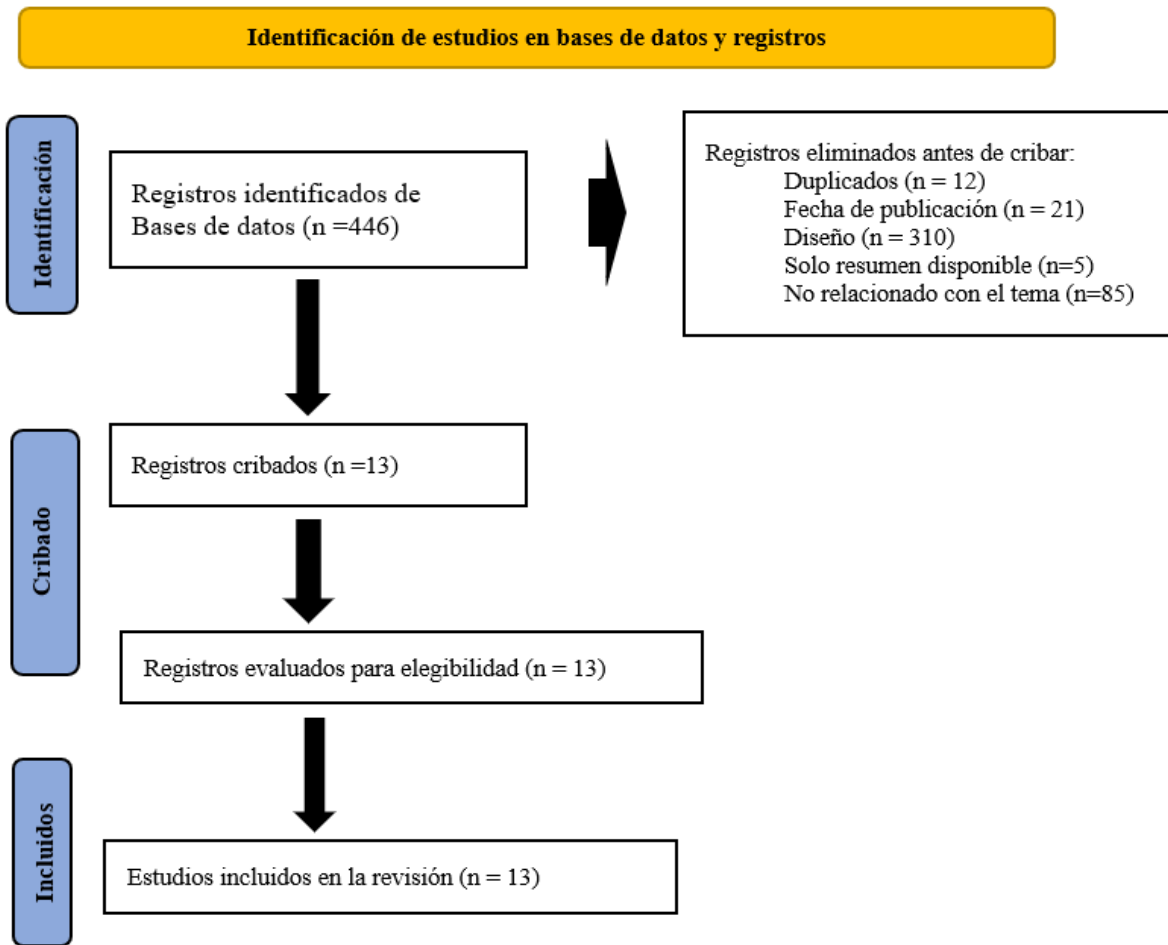 Identificación de estudios en bases de datos y registros
Identificación
Registros identificados de
Bases de datos (n =446)
Registros eliminados antes de cribar:
Duplicados (n = 12)
Fecha de publicación (n = 21)
Diseño (n = 310)
Solo resumen disponible (n=5)
No relacionado con el tema (n=85)
Cribado
Registros cribados (n =13)
Registros evaluados para elegibilidad (n = 13)
Incluidos
Estudios incluidos en la revisión (n = 13)